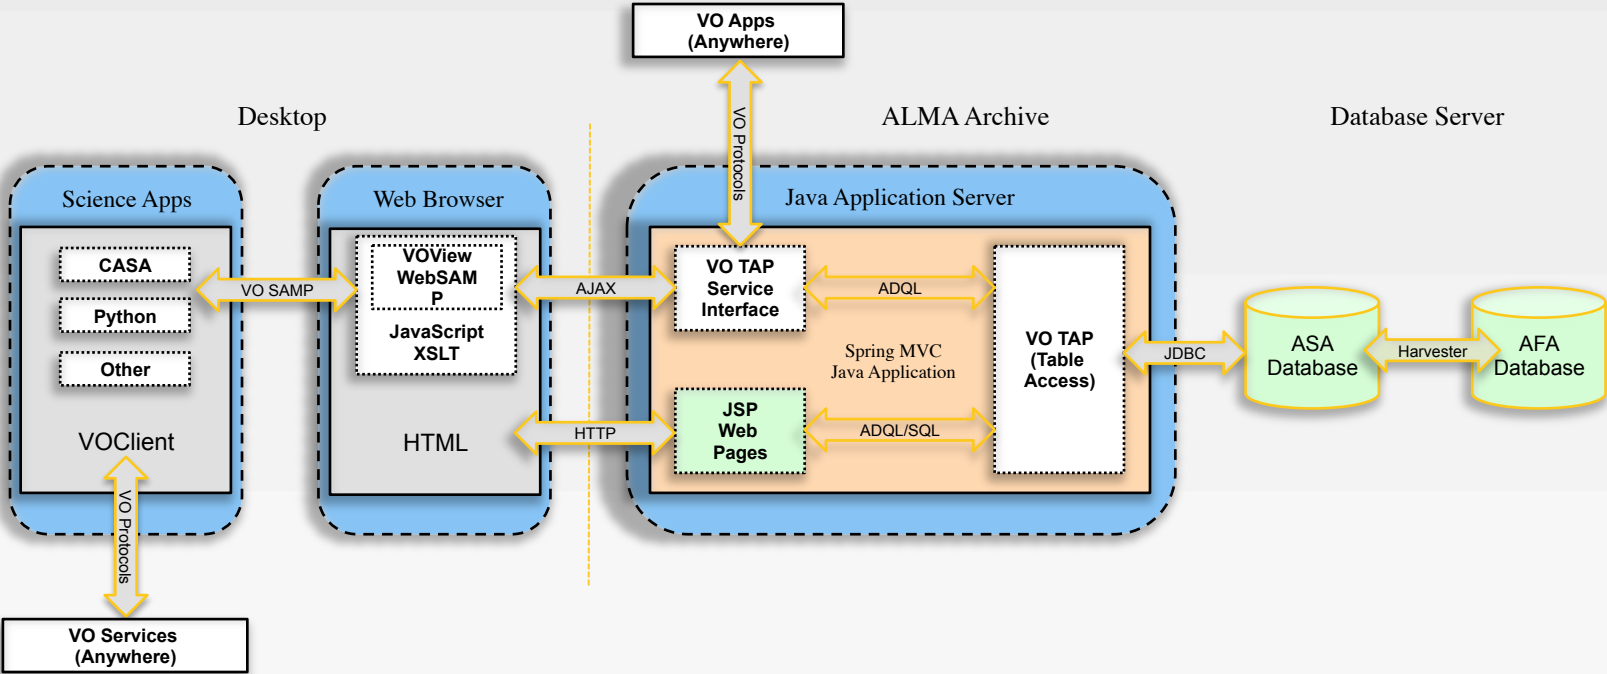 VO Apps
(Anywhere)
VO Protocols
Desktop
ALMA Archive
Database Server
Science Apps
CASA
Python
Other
VOClient
VO Protocols
VO Services
(Anywhere)
VO SAMP
Web Browser
VOView
WebSAM
P
JavaScript
XSLT
HTML
AJAX
HTTP
Java Application Server
VO TAP
Service
Interface
ADQL
Spring MVC
Java Application
JSP
Web
Pages
ADQL/SQL
VO TAP
(Table
Access)
JDBC
ASA
Database
Harvester
AFA
Database